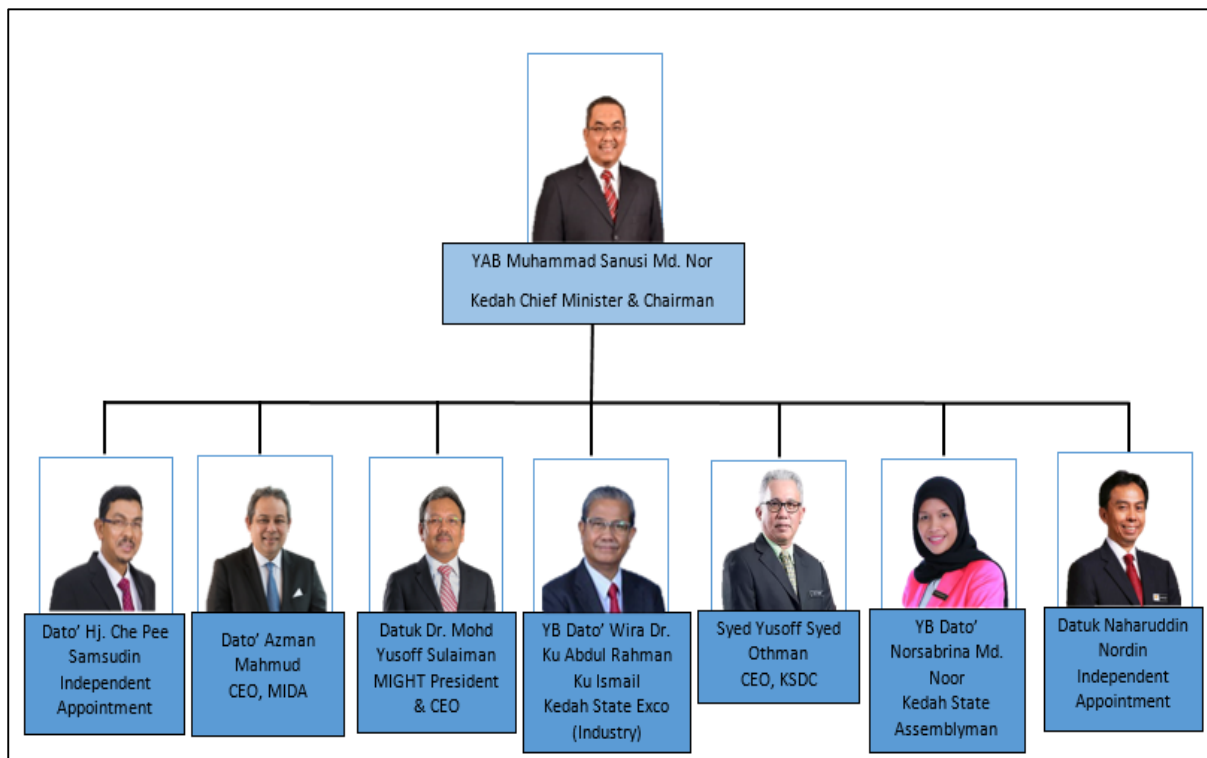 YAB Muhammad Sanusi Md. Nor
Kedah Chief Minister & Chairman
Dato’ Hj. Che Pee
Samsudin
Independent
Appointment
Dato’ Azman
Mahmud
CEO, MIDA
Datuk Dr. Mohd
Yusoff Sulaiman
MIGHT President
& CEO
YB Dato’ Wira Dr.
Ku Abdul Rahman
Ku Ismail
Kedah State Exco
(Industry)
Syed Yusoff Syed
Othman
CEO, KSDC
YB Dato’
Norsabrina Md.
Noor
Kedah State
Assemblyman
Datuk Naharuddin
Nordin
Independent
Appointment